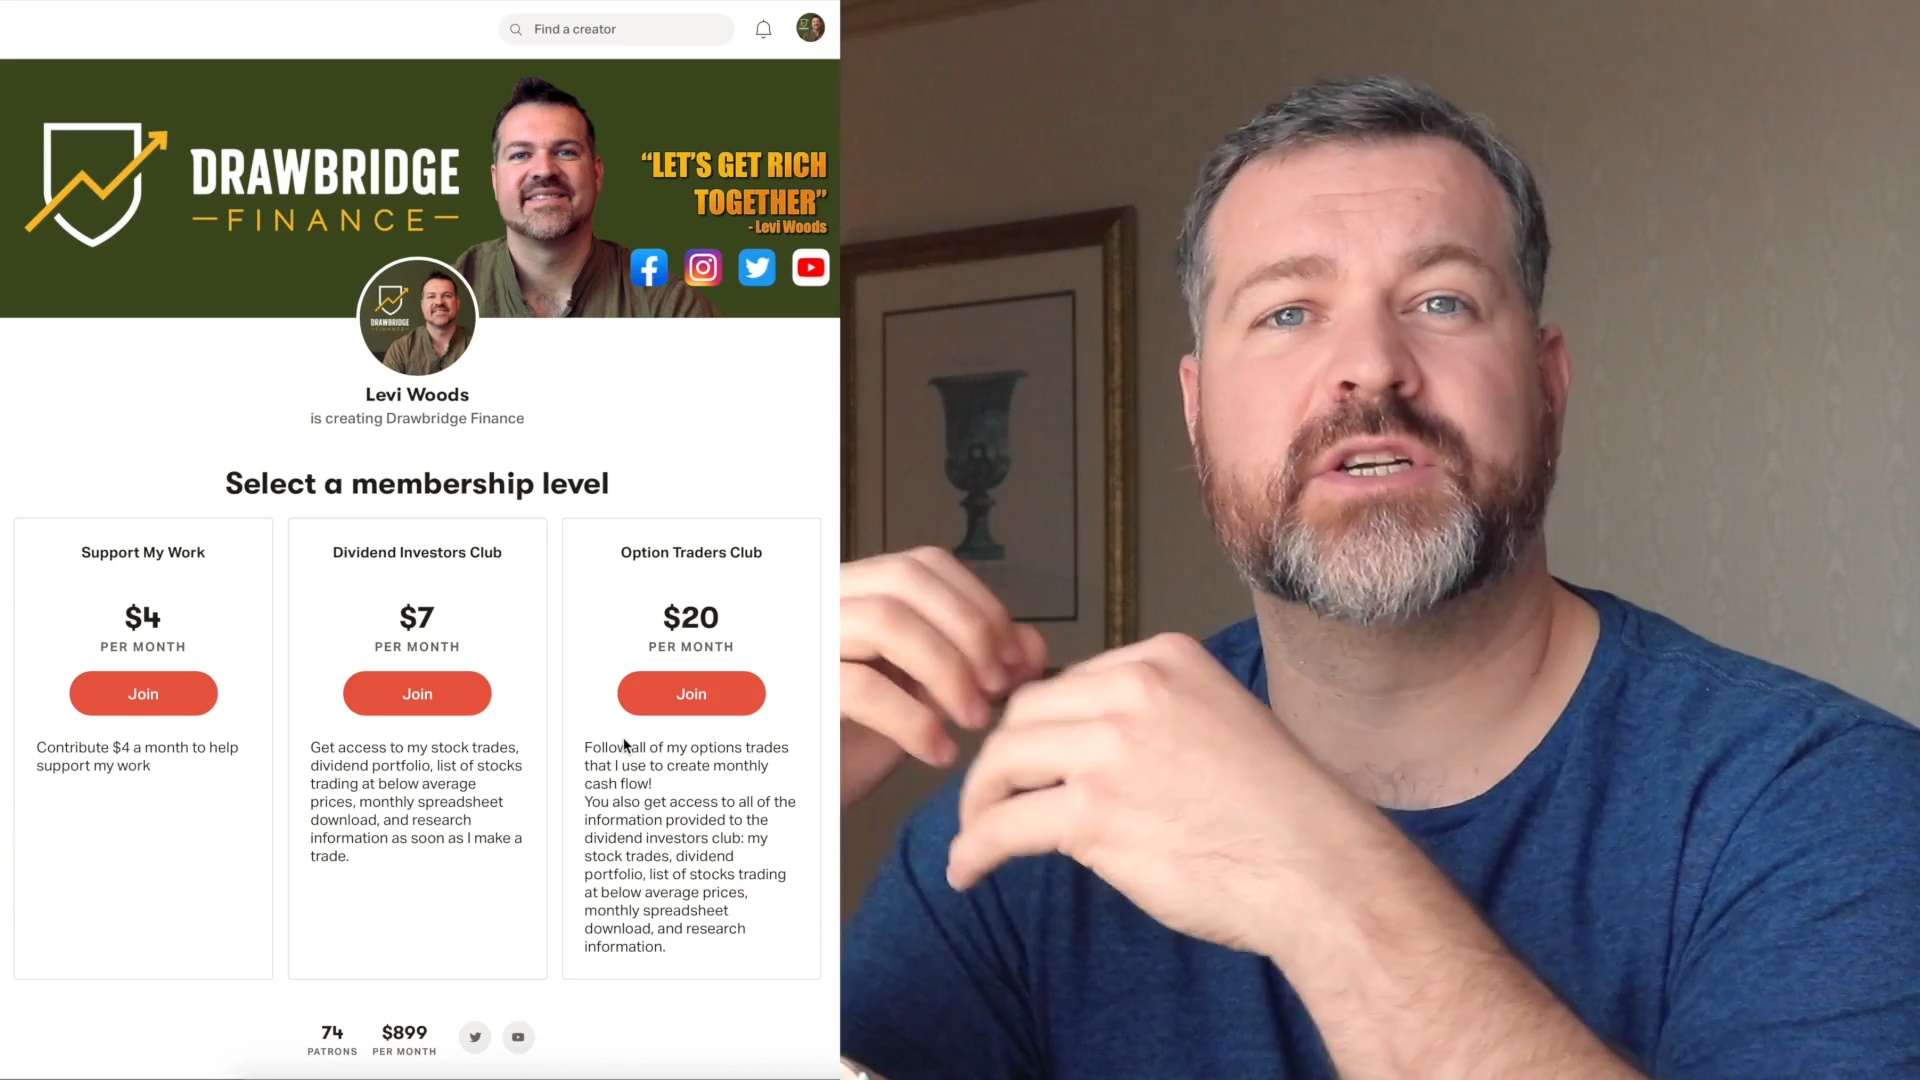 Find a creator
DRAWBRIDGE
FINANCE
“LET’S GET RICH
TOGETHER”
- Levi Woods
DRAWBRIDGE
FINANCE
Levi Woods
is creating Drawbridge Finance
Select a membership level
Support My Work
$4
PER MONTH
Join
Contribute $4 a month to help
support my work
Dividend Investors Club
$7
PER MONTH
Join
Get access to my stock trades,
dividend portfolio, list of stocks
trading at below average
prices, monthly spreadsheet
download, and research
information as soon as I make a
trade.
Option Traders Club
$20
PER MONTH
Join
Follow all of my options trades
that I use to create monthly
cash flow!
You also get access to all of the
information provided to the
dividend investors club: my
stock trades, dividend
portfolio, list of stocks trading
at below average prices,
monthly spreadsheet
download, and research
information.
74
PATRONS
$899
PER MONTH